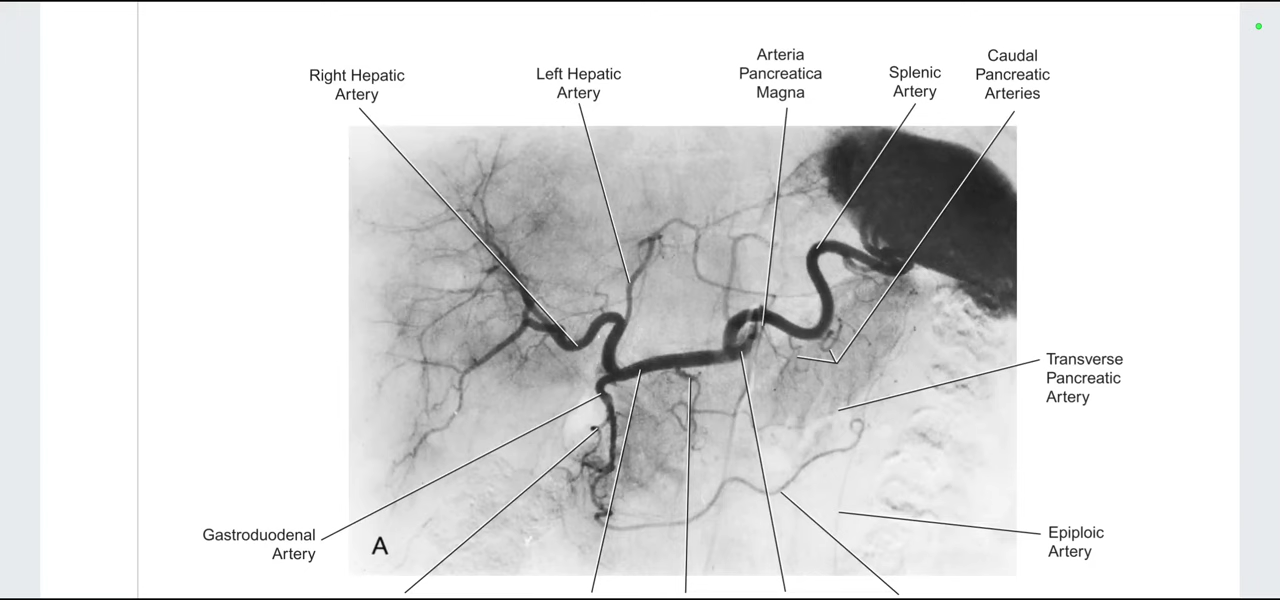 Right Hepatic
Artery
Left Hepatic
Artery
Arteria
Pancreatica
Magna
Splenic
Artery
Caudal
Pancreatic
Arteries
Transverse
Pancreatic
Artery
Gastroduodenal
Artery
A
Epiploic
Artery